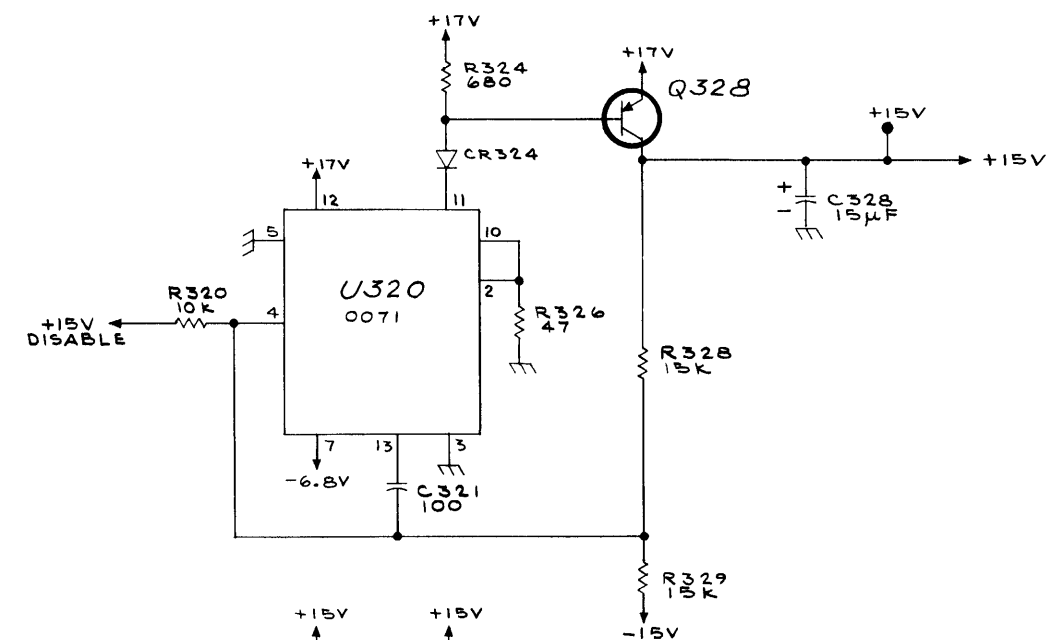 +17V
R324
680
+17V
Q328
CR324
+15V
+15V
+
-
C328
15µF
+17V
12
11
5
10
U320
0071
2
R320
10K
4
+15V
DISABLE
R326
47
R328
15K
7
13
3
-6.8V
C321
100
R329
15K
-15V
+15V
+15V